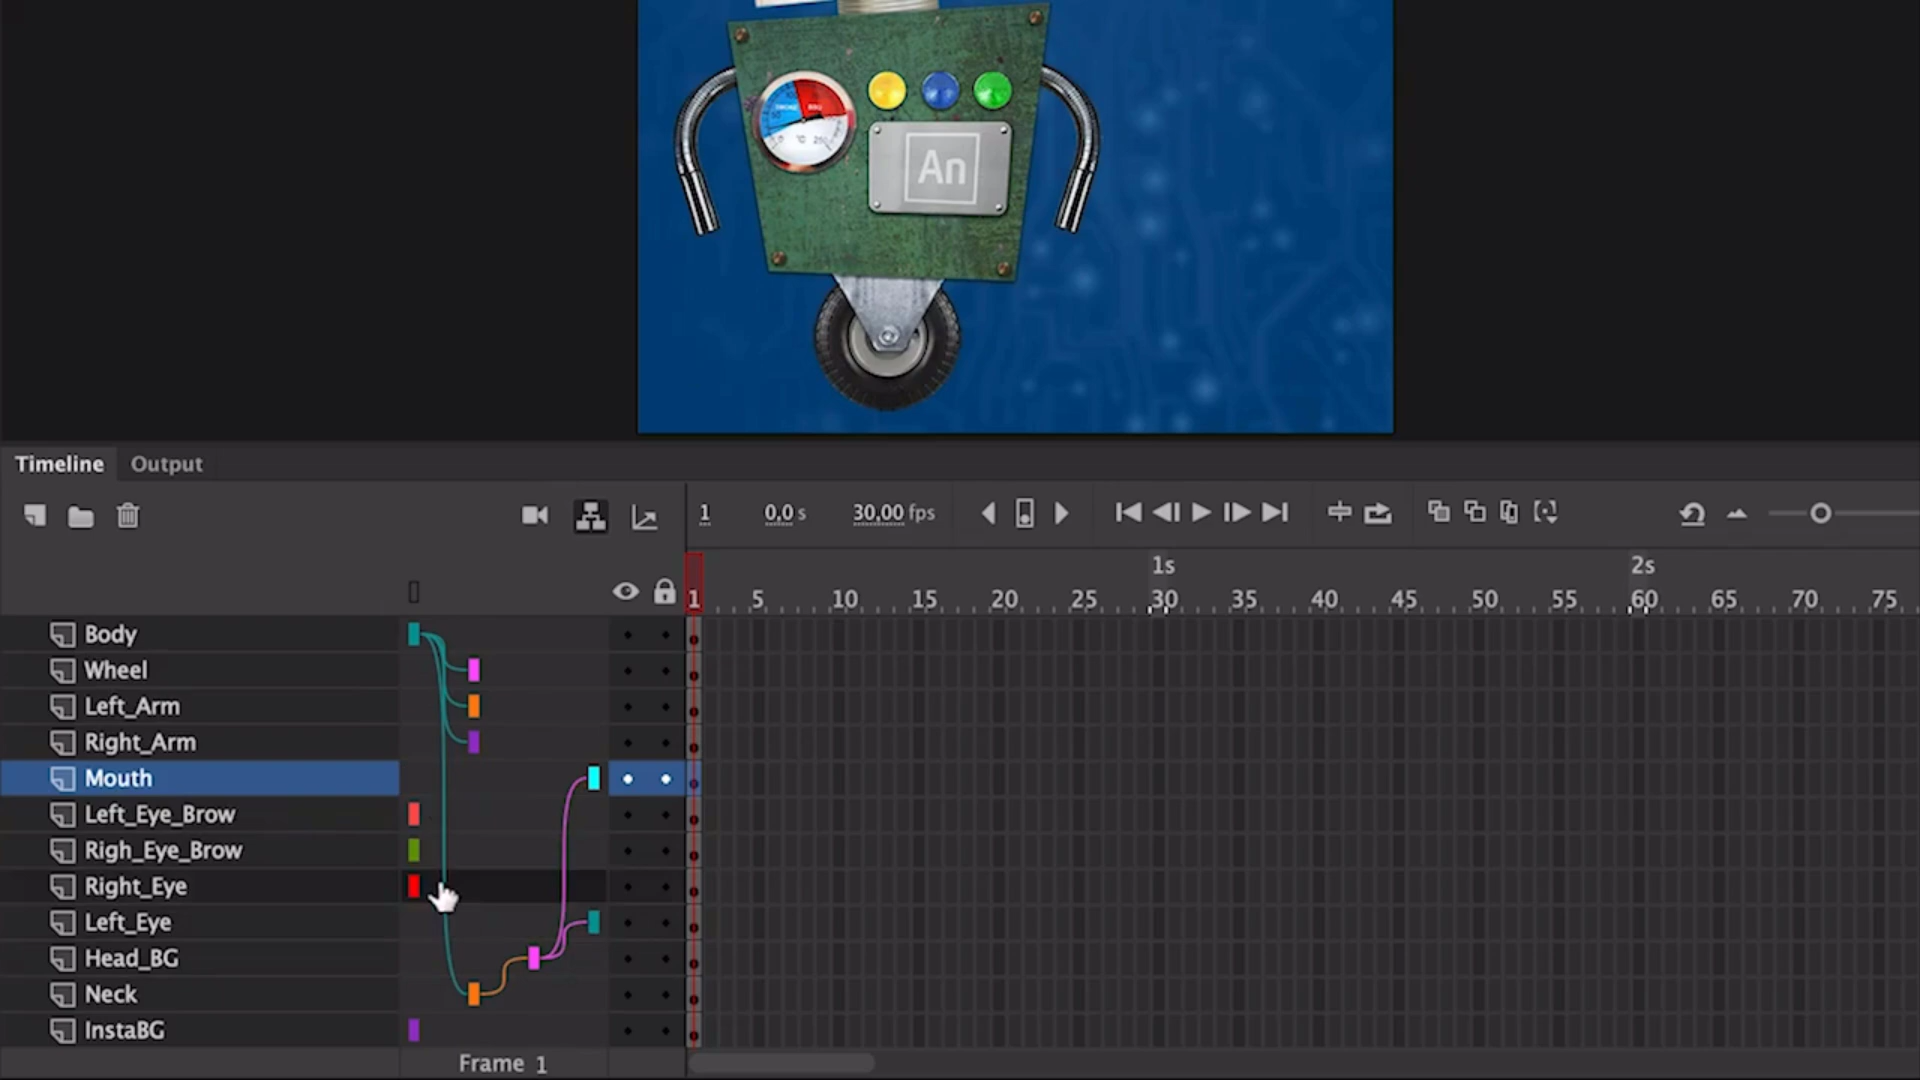 An
Timeline Output
1 0,0 s 30,00 fps
1s 2s
1 5 10 15 20 25 30 35 40 45 50 55 60 65 70 75
Body
Wheel
Left_Arm
Right_Arm
Mouth
Left_Eye_Brow
Righ_Eye_Brow
Right_Eye
Left_Eye
Head_BG
Neck
InstaBG
Frame 1